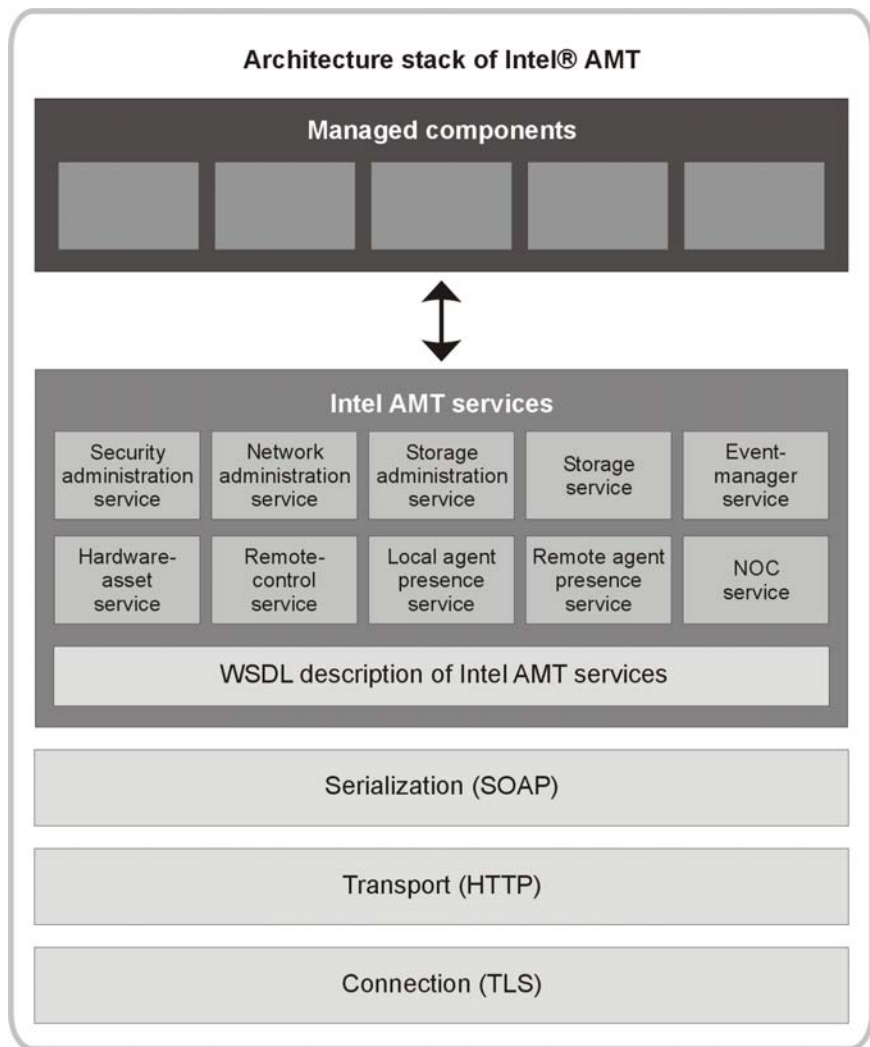 Architecture stack of Intel® AMT
Managed components
Intel AMT services
Security
administration
service
Network
administration
service
Storage
administration
service
Storage
service
Event-
manager
service
Hardware-
asset
service
Remote-
control
service
Local agent
presence
service
Remote agent
presence
service
NOC
service
WSDL description of Intel AMT services
Serialization (SOAP)
Transport (HTTP)
Connection (TLS)